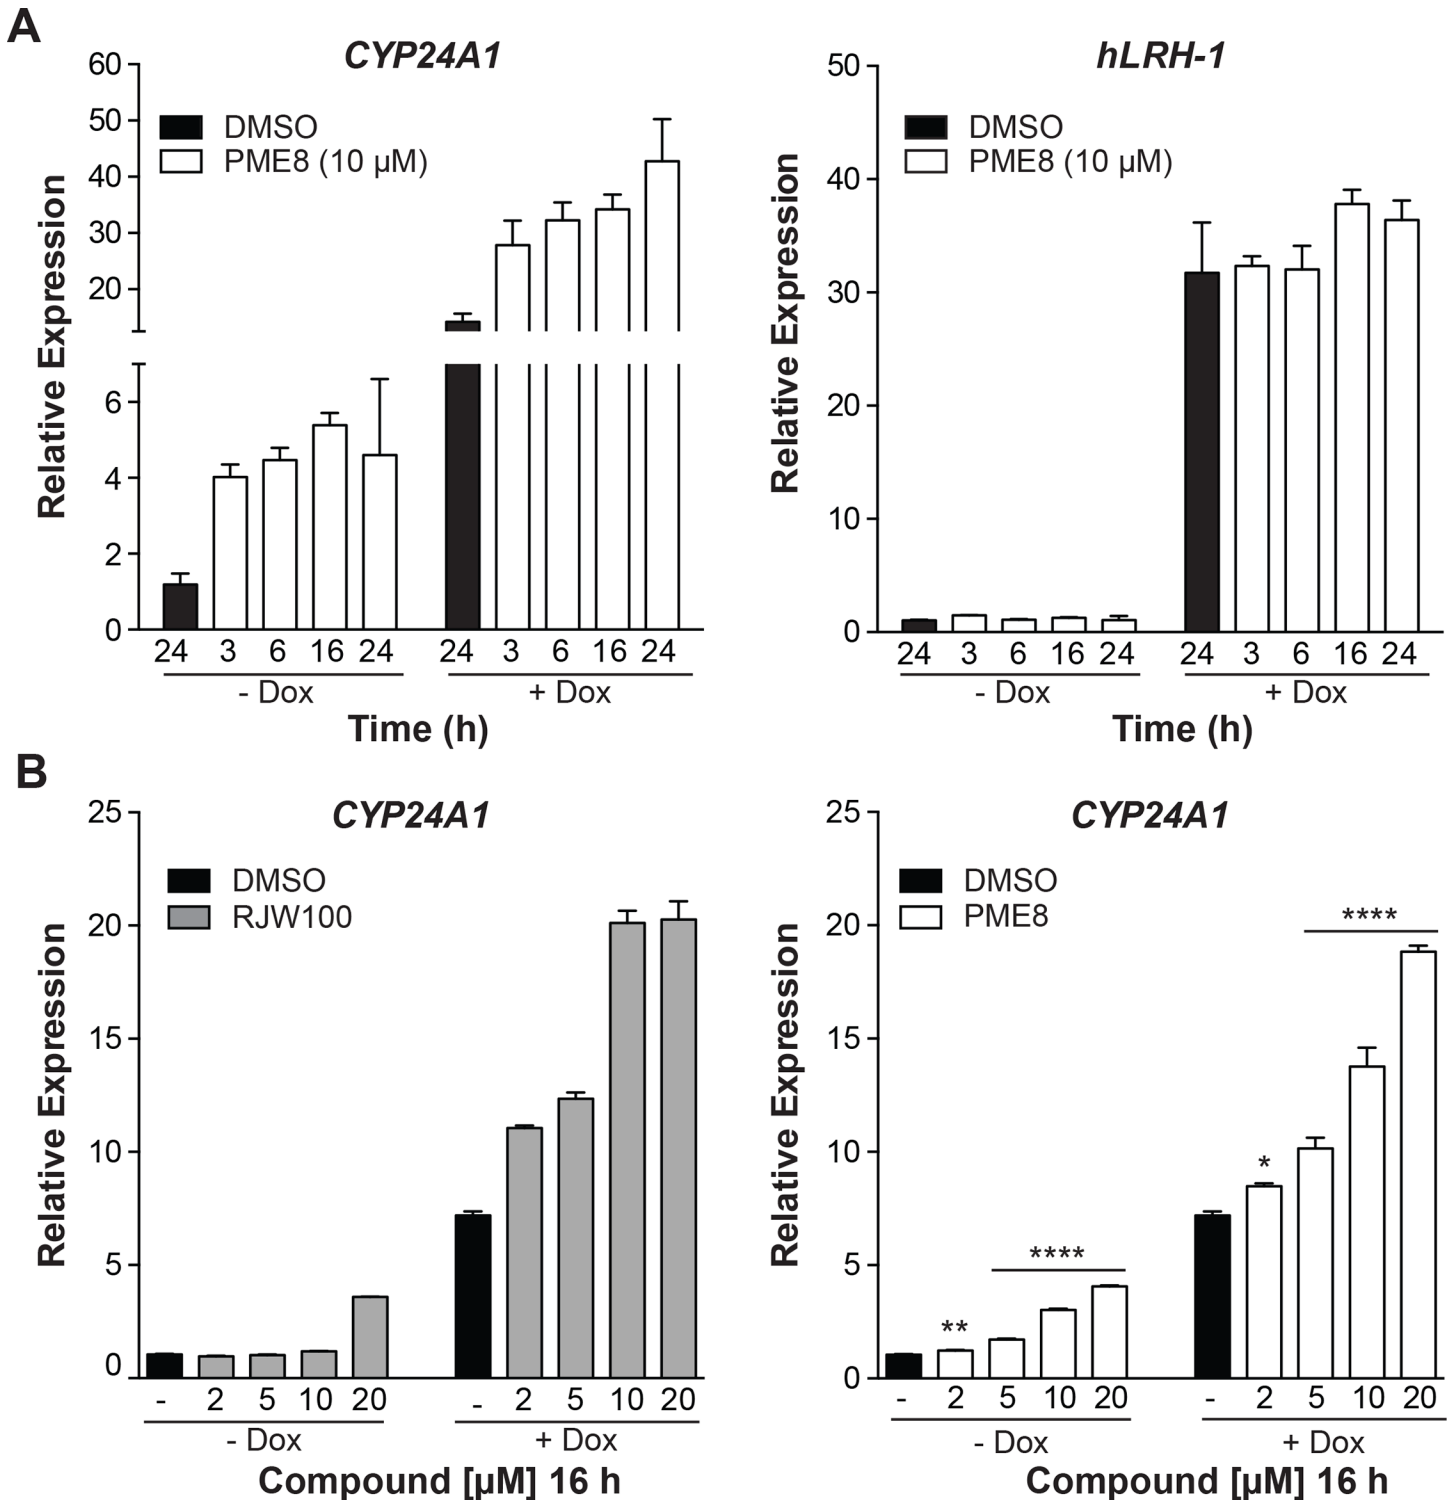 A
CYP24A1
60
50
40
30
20
6
4
2
0
DMSO
PME8 (10 µM)
Relative Expression
24 3 6 16 24 24 3 6 16 24
- Dox + Dox
Time (h)
hLRH-1
50
40
30
20
10
0
DMSO
PME8 (10 µM)
Relative Expression
24 3 6 16 24 24 3 6 16 24
- Dox + Dox
Time (h)
B
CYP24A1
25
20
15
10
5
0
DMSO
RJW100
Relative Expression
- 2 5 10 20 - 2 5 10 20
- Dox + Dox
Compound [µM] 16 h
CYP24A1
25
20
15
10
5
0
DMSO
PME8
****
*
****
**
Relative Expression
- 2 5 10 20 - 2 5 10 20
- Dox + Dox
Compound [µM] 16 h